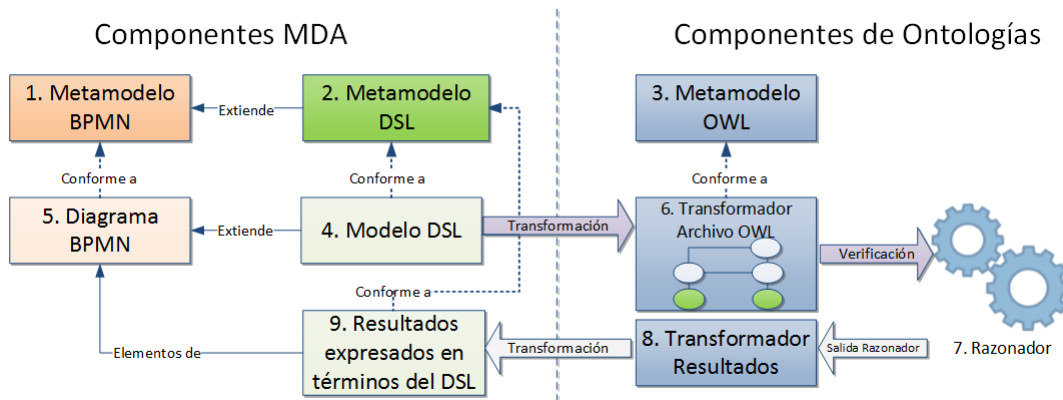 Componentes MDA
Componentes de Ontologías
1. Metamodelo
BPMN
Extiende
2. Metamodelo
DSL
3. Metamodelo
OWL
Conforme a
Conforme a
Conforme a
5. Diagrama
BPMN
Extiende
4. Modelo DSL
Transformación
6. Transformador
Archivo OWL
Verificación
Conforme a
9. Resultados
expresados en
términos del DSL
Elementos de
Transformación
8. Transformador
Resultados
Salida Razonador
7. Razonador